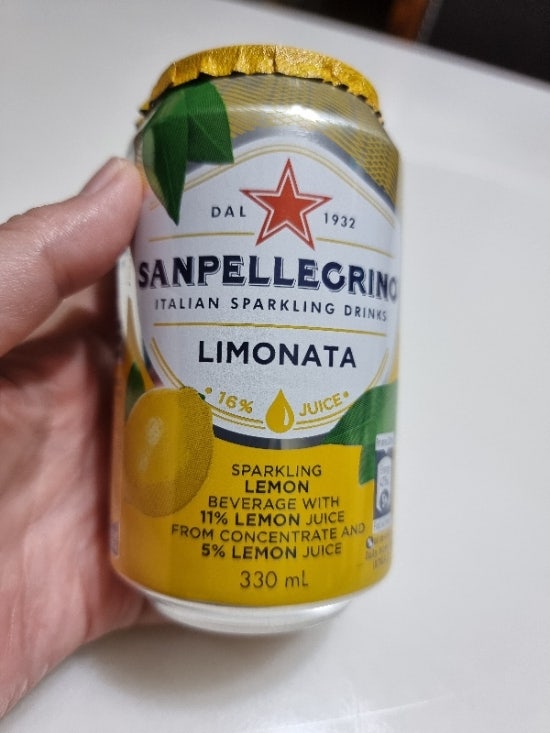 DAL 1932
SANPELLEGRINO
ITALIAN SPARKLING DRINKS
LIMONATA
16% JUICE
SPARKLING
LEMON
BEVERAGE WITH
11% LEMON JUICE
FROM CONCENTRATE AND
5% LEMON JUICE
330 mL